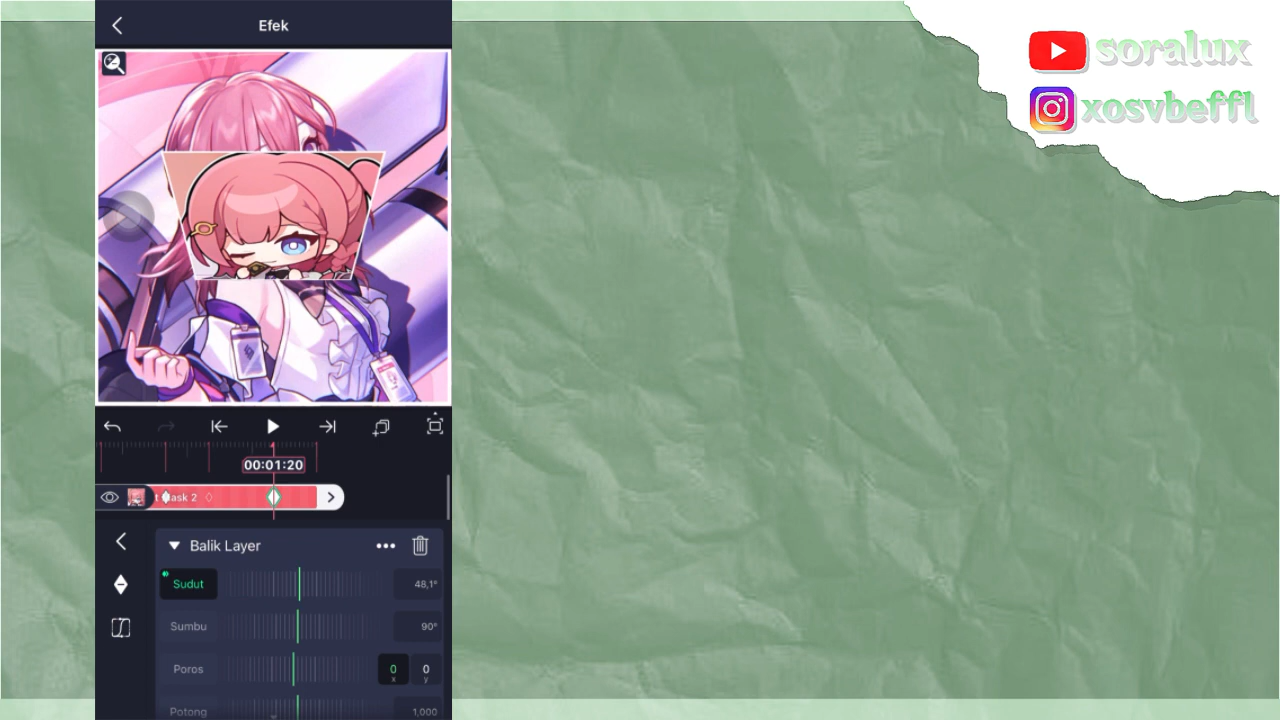 Efek
soralux
xosvbeffl
00:01:20
t Mask 2
Balik Layer
Sudut 48,1°
Sumbu 90°
Poros 0 x 0 y
Potong 1,000